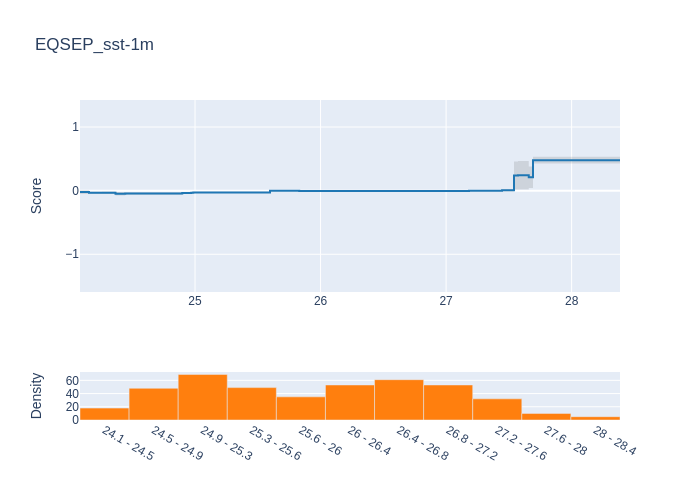 EQSEP_sst-1m
Score
1
0
−1
25
26
27
28
Density
60
40
20
0
24.1 - 24.5
24.5 - 24.9
24.9 - 25.3
25.3 - 25.6
25.6 - 26
26 - 26.4
26.4 - 26.8
26.8 - 27.2
27.2 - 27.6
27.6 - 28
28 - 28.4